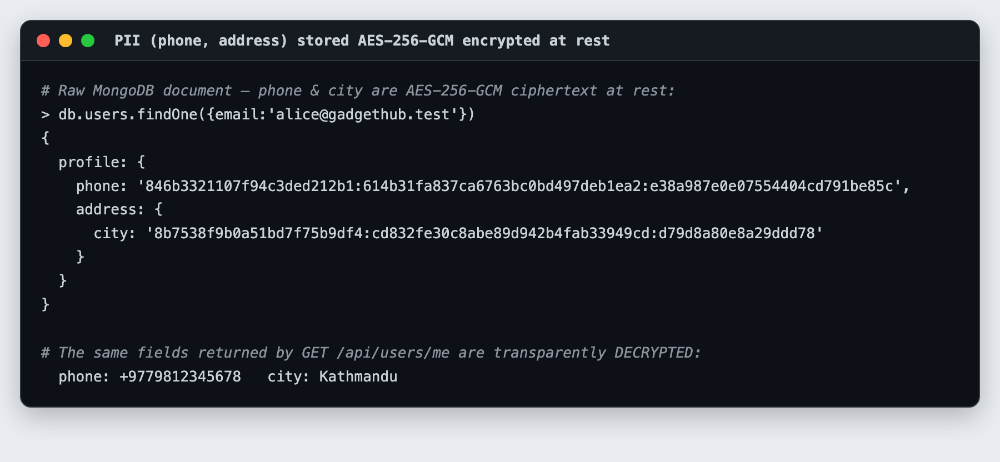 PII (phone, address) stored AES-256-GCM encrypted at rest
# Raw MongoDB document — phone & city are AES-256-GCM ciphertext at rest:
> db.users.findOne({email:'alice@gadgethub.test'})
{
  profile: {
    phone: '846b3321107f94c3ded212b1:614b31fa837ca6763bc0bd497deb1ea2:e38a987e0e07554404cd791be85c',
    address: {
      city: '8b7538f9b0a51bd7f75b9df4:cd832fe30c8abe89d942b4fab33949cd:d79d8a80e8a29ddd78'
    }
  }
}
# The same fields returned by GET /api/users/me are transparently DECRYPTED:
  phone: +9779812345678   city: Kathmandu